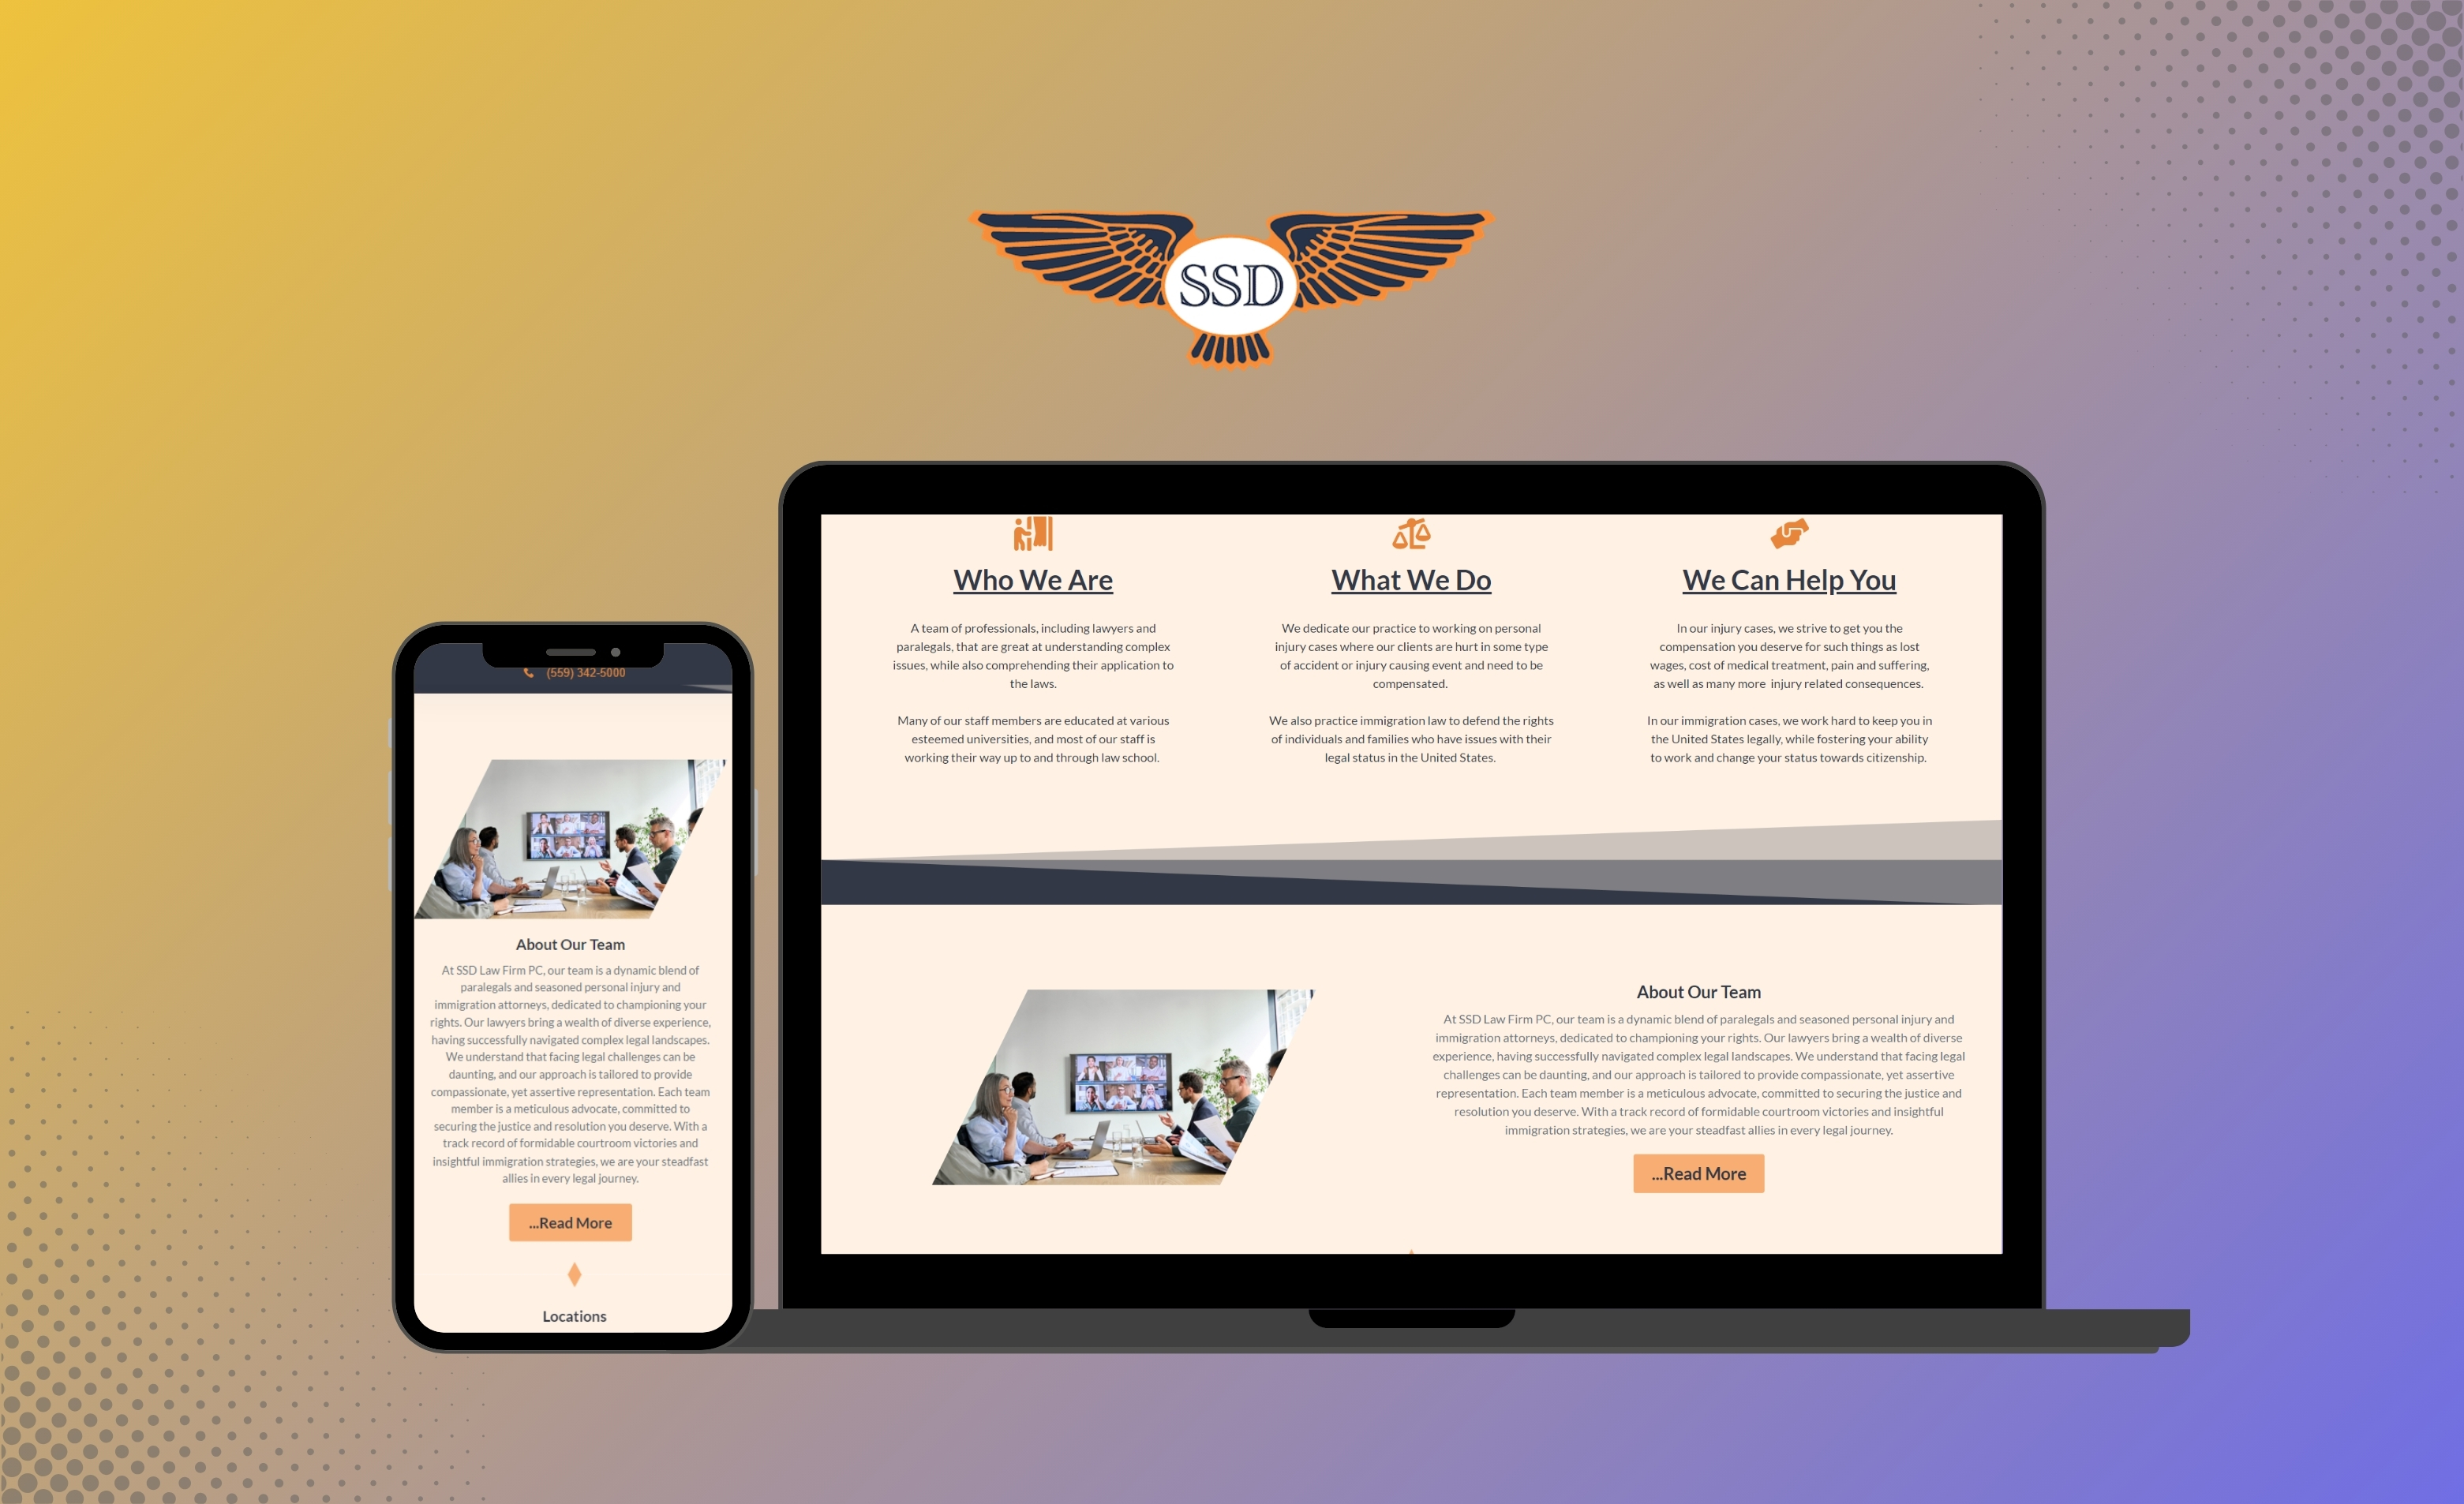 SSD
(559) 342-5000
About Our Team
At SSD Law Firm PC, our team is a dynamic blend of
paralegals and seasoned personal injury and
immigration attorneys, dedicated to championing your
rights. Our lawyers bring a wealth of diverse experience,
having successfully navigated complex legal landscapes.
We understand that facing legal challenges can be
daunting, and our approach is tailored to provide
compassionate, yet assertive representation. Each team
member is a meticulous advocate, committed to
securing the justice and resolution you deserve. With a
track record of formidable courtroom victories and
insightful immigration strategies, we are your steadfast
allies in every legal journey.
...Read More
Locations
Who We Are
A team of professionals, including lawyers and
paralegals, that are great at understanding complex
issues, while also comprehending their application to
the laws.
Many of our staff members are educated at various
esteemed universities, and most of our staff is
working their way up to and through law school.
What We Do
We dedicate our practice to working on personal
injury cases where our clients are hurt in some type
of accident or injury causing event and need to be
compensated.
We also practice immigration law to defend the rights
of individuals and families who have issues with their
legal status in the United States.
We Can Help You
In our injury cases, we strive to get you the
compensation you deserve for such things as lost
wages, cost of medical treatment, pain and suffering,
as well as many more injury related consequences.
In our immigration cases, we work hard to keep you in
the United States legally, while fostering your ability
to work and change your status towards citizenship.
About Our Team
At SSD Law Firm PC, our team is a dynamic blend of paralegals and seasoned personal injury and
immigration attorneys, dedicated to championing your rights. Our lawyers bring a wealth of diverse
experience, having successfully navigated complex legal landscapes. We understand that facing legal
challenges can be daunting, and our approach is tailored to provide compassionate, yet assertive
representation. Each team member is a meticulous advocate, committed to securing the justice and
resolution you deserve. With a track record of formidable courtroom victories and insightful
immigration strategies, we are your steadfast allies in every legal journey.
...Read More